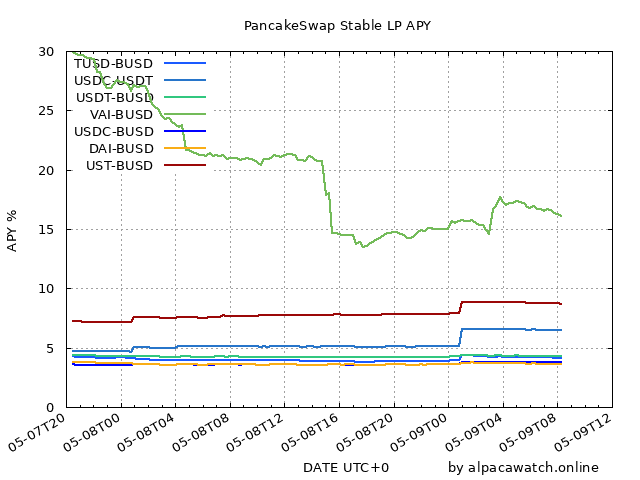 PancakeSwap Stable LP APY
APY %
30
25
20
15
10
5
0
TUSD-BUSD
USDC-USDT
USDT-BUSD
VAI-BUSD
USDC-BUSD
DAI-BUSD
UST-BUSD
05-07T20
05-08T00
05-08T04
05-08T08
05-08T12
05-08T16
05-08T20
05-09T00
05-09T04
05-09T08
05-09T12
DATE UTC+0
by alpacawatch.online